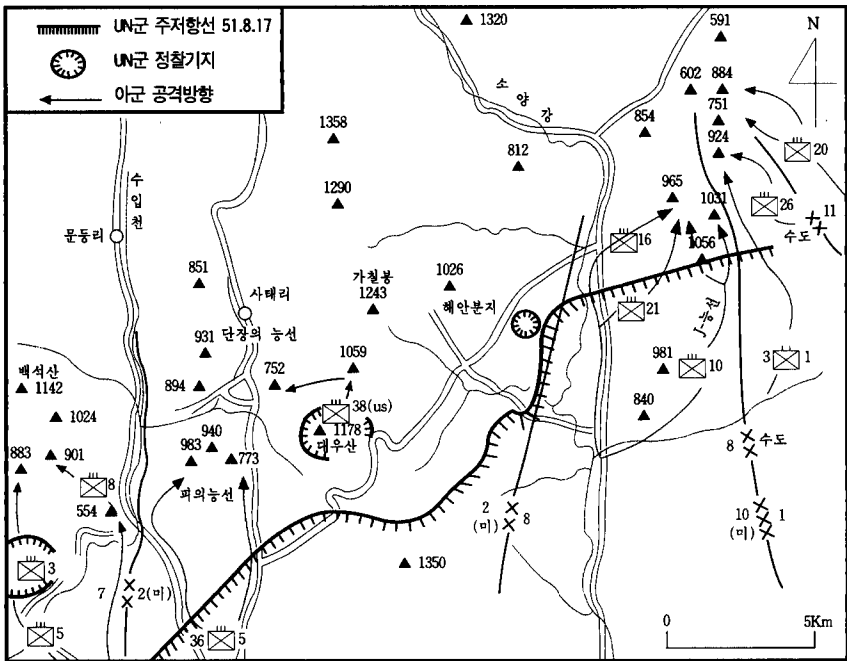 UN군 주저항선 51.8.17
UN군 정찰기지
아군 공격방향
N
1320
591
602
884
751
924
소양강
854
20
1358
812
965
26
11
1290
1031
수도
수입천
16
1056
문등리
851
가칠봉
1243
1026
해안분지
사태리
단장의 능선
21
J-능선
931
752
1059
981
10
3
1
백석산
1142
894
38(us)
1024
1178
대우산
840
940
983
773
8
수도
883
901
8
피의능선
554
2
(미)
8
10
(미)
1
3
1350
7
2(미)
0
5Km
5
36
5